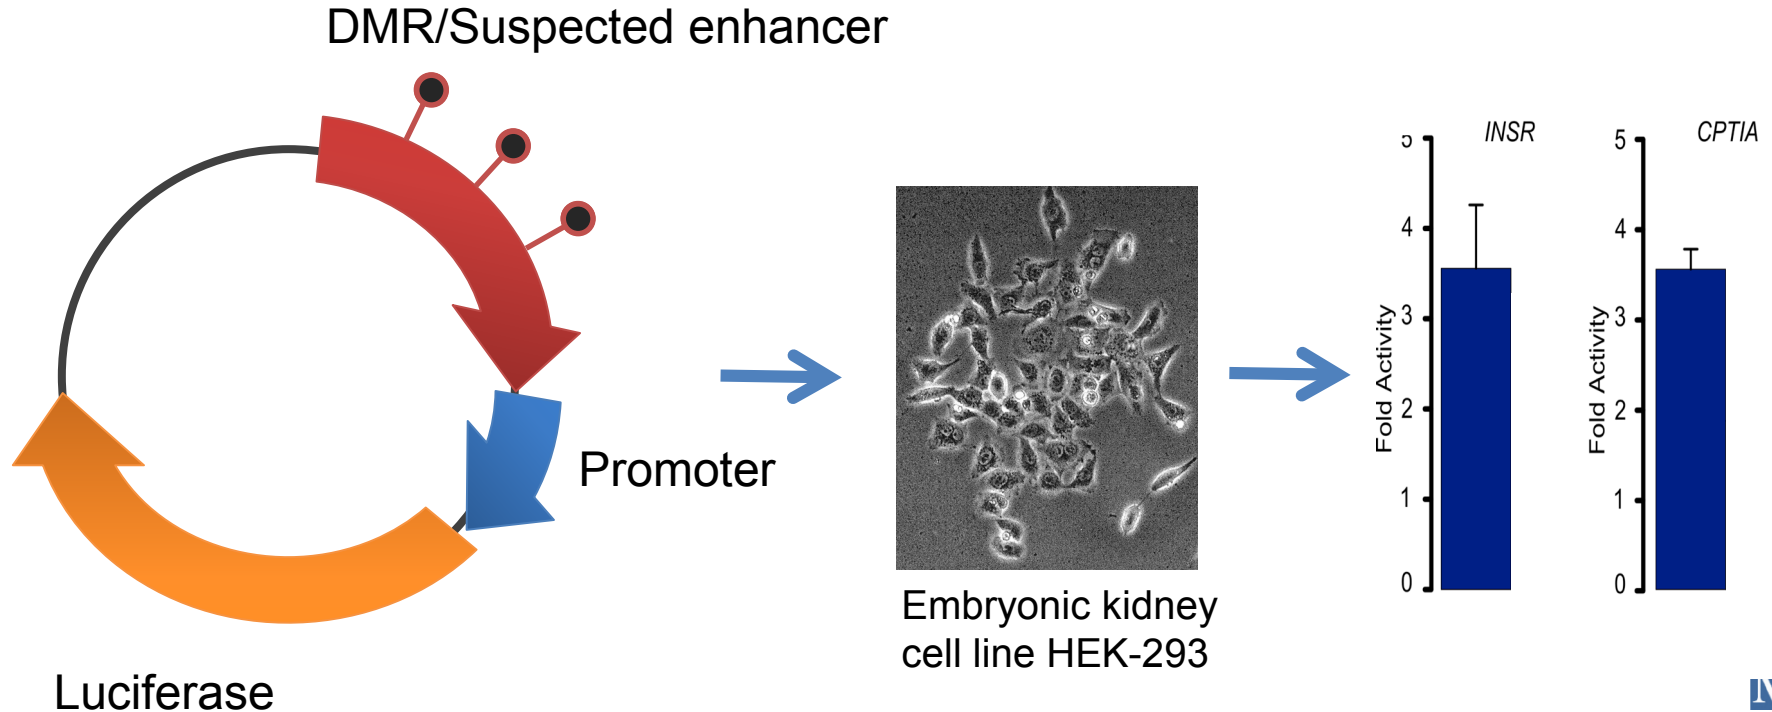 DMR/Suspected enhancer
Promoter
Luciferase
Embryonic kidney
cell line HEK-293
INSR
5
4
3
2
1
0
Fold Activity
CPTIA
5
4
3
2
1
0
Fold Activity